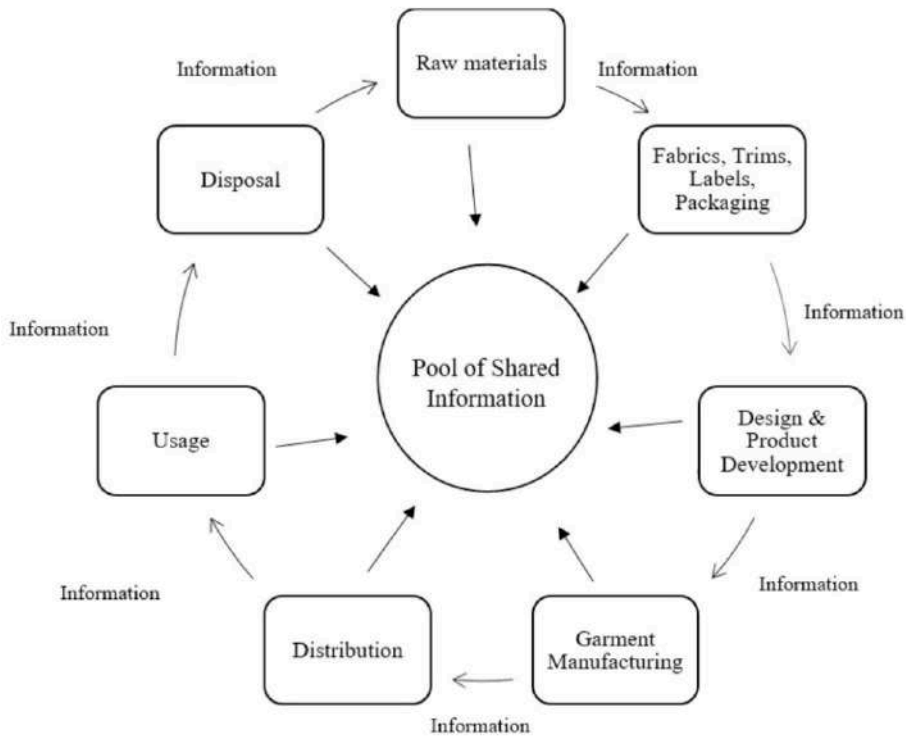 Raw materials
Information
Fabrics, Trims,
Labels,
Packaging
Information
Design &
Product
Development
Information
Garment
Manufacturing
Information
Distribution
Information
Usage
Information
Disposal
Information
Pool of Shared
Information